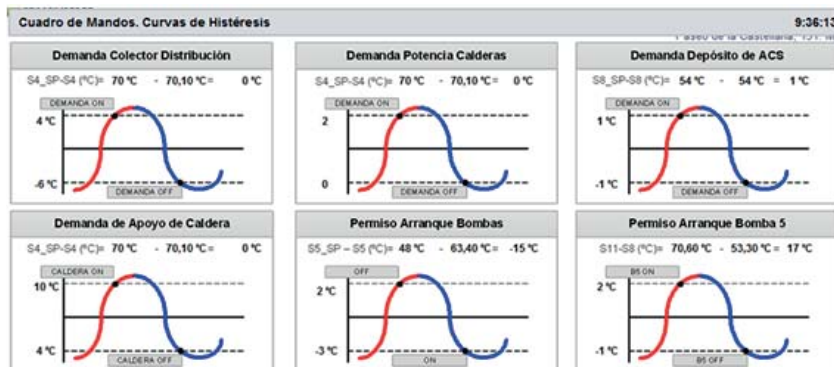 Cuadro de Mandos. Curvas de Histéresis 9:36:13
Paseo de la Castellana, 151. M
Demanda Colector Distribución
S4_SP-S4 (ºC)= 70 ºC - 70,10 ºC = 0 ºC
DEMANDA ON
4 ºC
-6 ºC
DEMANDA OFF
Demanda Potencia Calderas
S4_SP-S4 (ºC)= 70 ºC - 70,10 ºC = 0 ºC
DEMANDA ON
2
0
DEMANDA OFF
Demanda Depósito de ACS
S8_SP-S8 (ºC)= 54 ºC - 54 ºC = 1 ºC
DEMANDA ON
1 ºC
-1 ºC
DEMANDA OFF
Demanda de Apoyo de Caldera
S4_SP-S4 (ºC)= 70 ºC - 70,10 ºC = 0 ºC
CALDERA ON
10 ºC
4 ºC
CALDERA OFF
Permiso Arranque Bombas
S5_SP – S5 (ºC)= 48 ºC - 63,40 ºC = -15 ºC
OFF
2 ºC
-3 ºC
ON
Permiso Arranque Bomba 5
S11-S8 (ºC)= 70,60 ºC - 53,30 ºC = 17 ºC
B5 ON
2 ºC
-1 ºC
B5 OFF